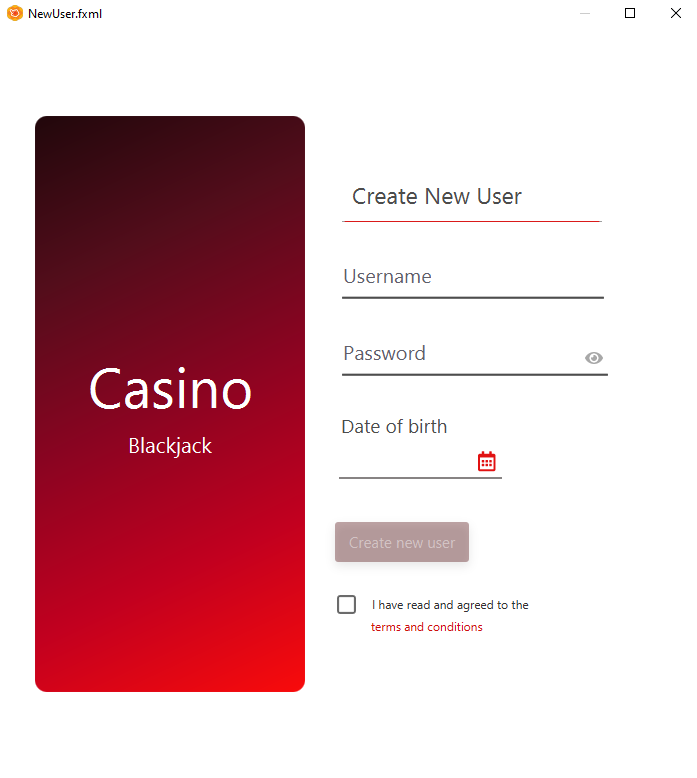 NewUser.fxml
Casino
Blackjack
Create New User
Username
Password
Date of birth
Create new user
I have read and agreed to the
terms and conditions